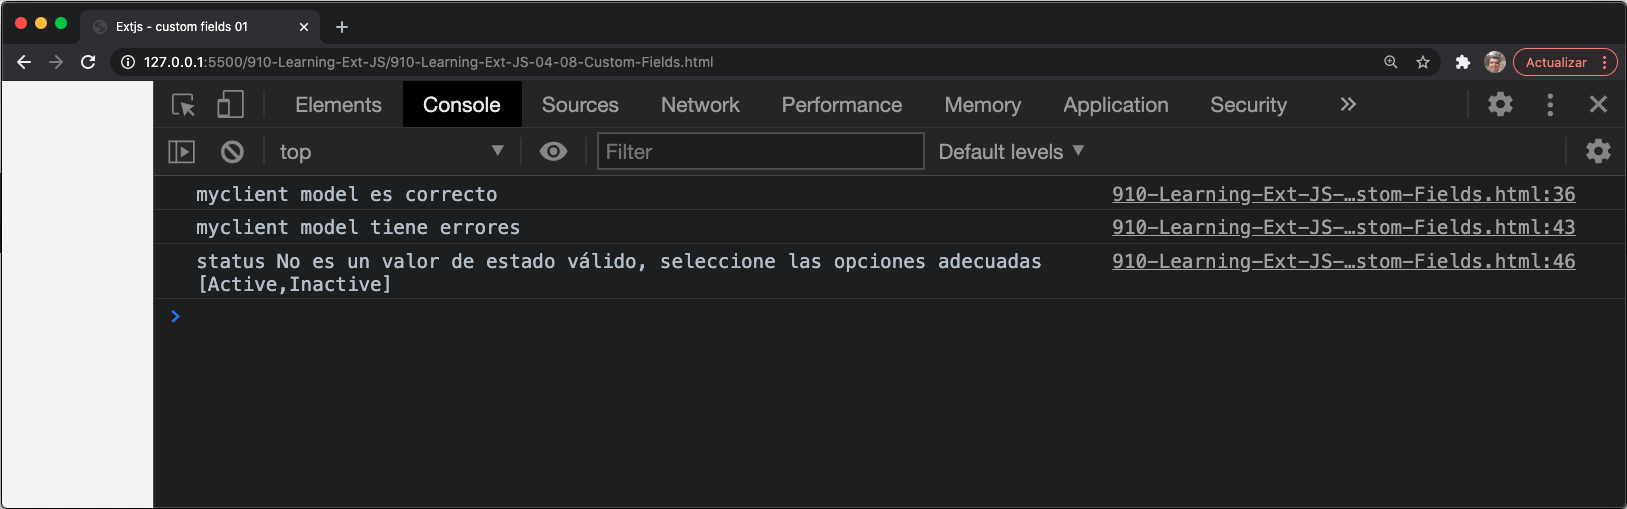 Extjs - custom fields 01
127.0.0.1:5500/910-Learning-Ext-JS/910-Learning-Ext-JS-04-08-Custom-Fields.html
Actualizar
Elements Console Sources Network Performance Memory Application Security
top Filter Default levels
myclient model es correcto 910-Learning-Ext-JS-…stom-Fields.html:36
myclient model tiene errores 910-Learning-Ext-JS-…stom-Fields.html:43
status No es un valor de estado válido, seleccione las opciones adecuadas 910-Learning-Ext-JS-…stom-Fields.html:46
[Active,Inactive]